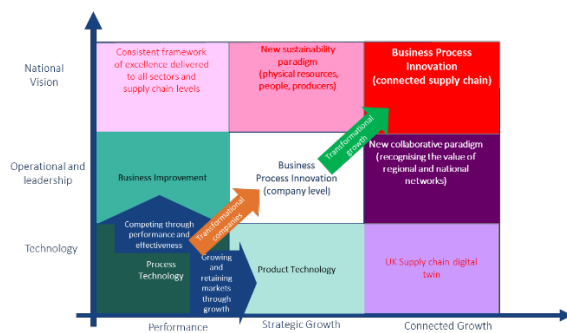 National
Vision
Consistent framework
of excellence delivered
to all sectors and
supply chain levels
New sustainability
paradigm
(physical resources,
people, producers)
Business Process
Innovation
(connected supply chain)
Transformational
growth
Operational and
leadership
Business Improvement
Business
Process Innovation
(company level)
New collaborative paradigm
(recognising the value of
regional and national
networks)
Transformational
companies
Competing through
performance and
effectiveness
Technology
Process
Technology
Growing
and
retaining
markets
through
growth
Product Technology
UK Supply chain digital
twin
Performance
Strategic Growth
Connected Growth